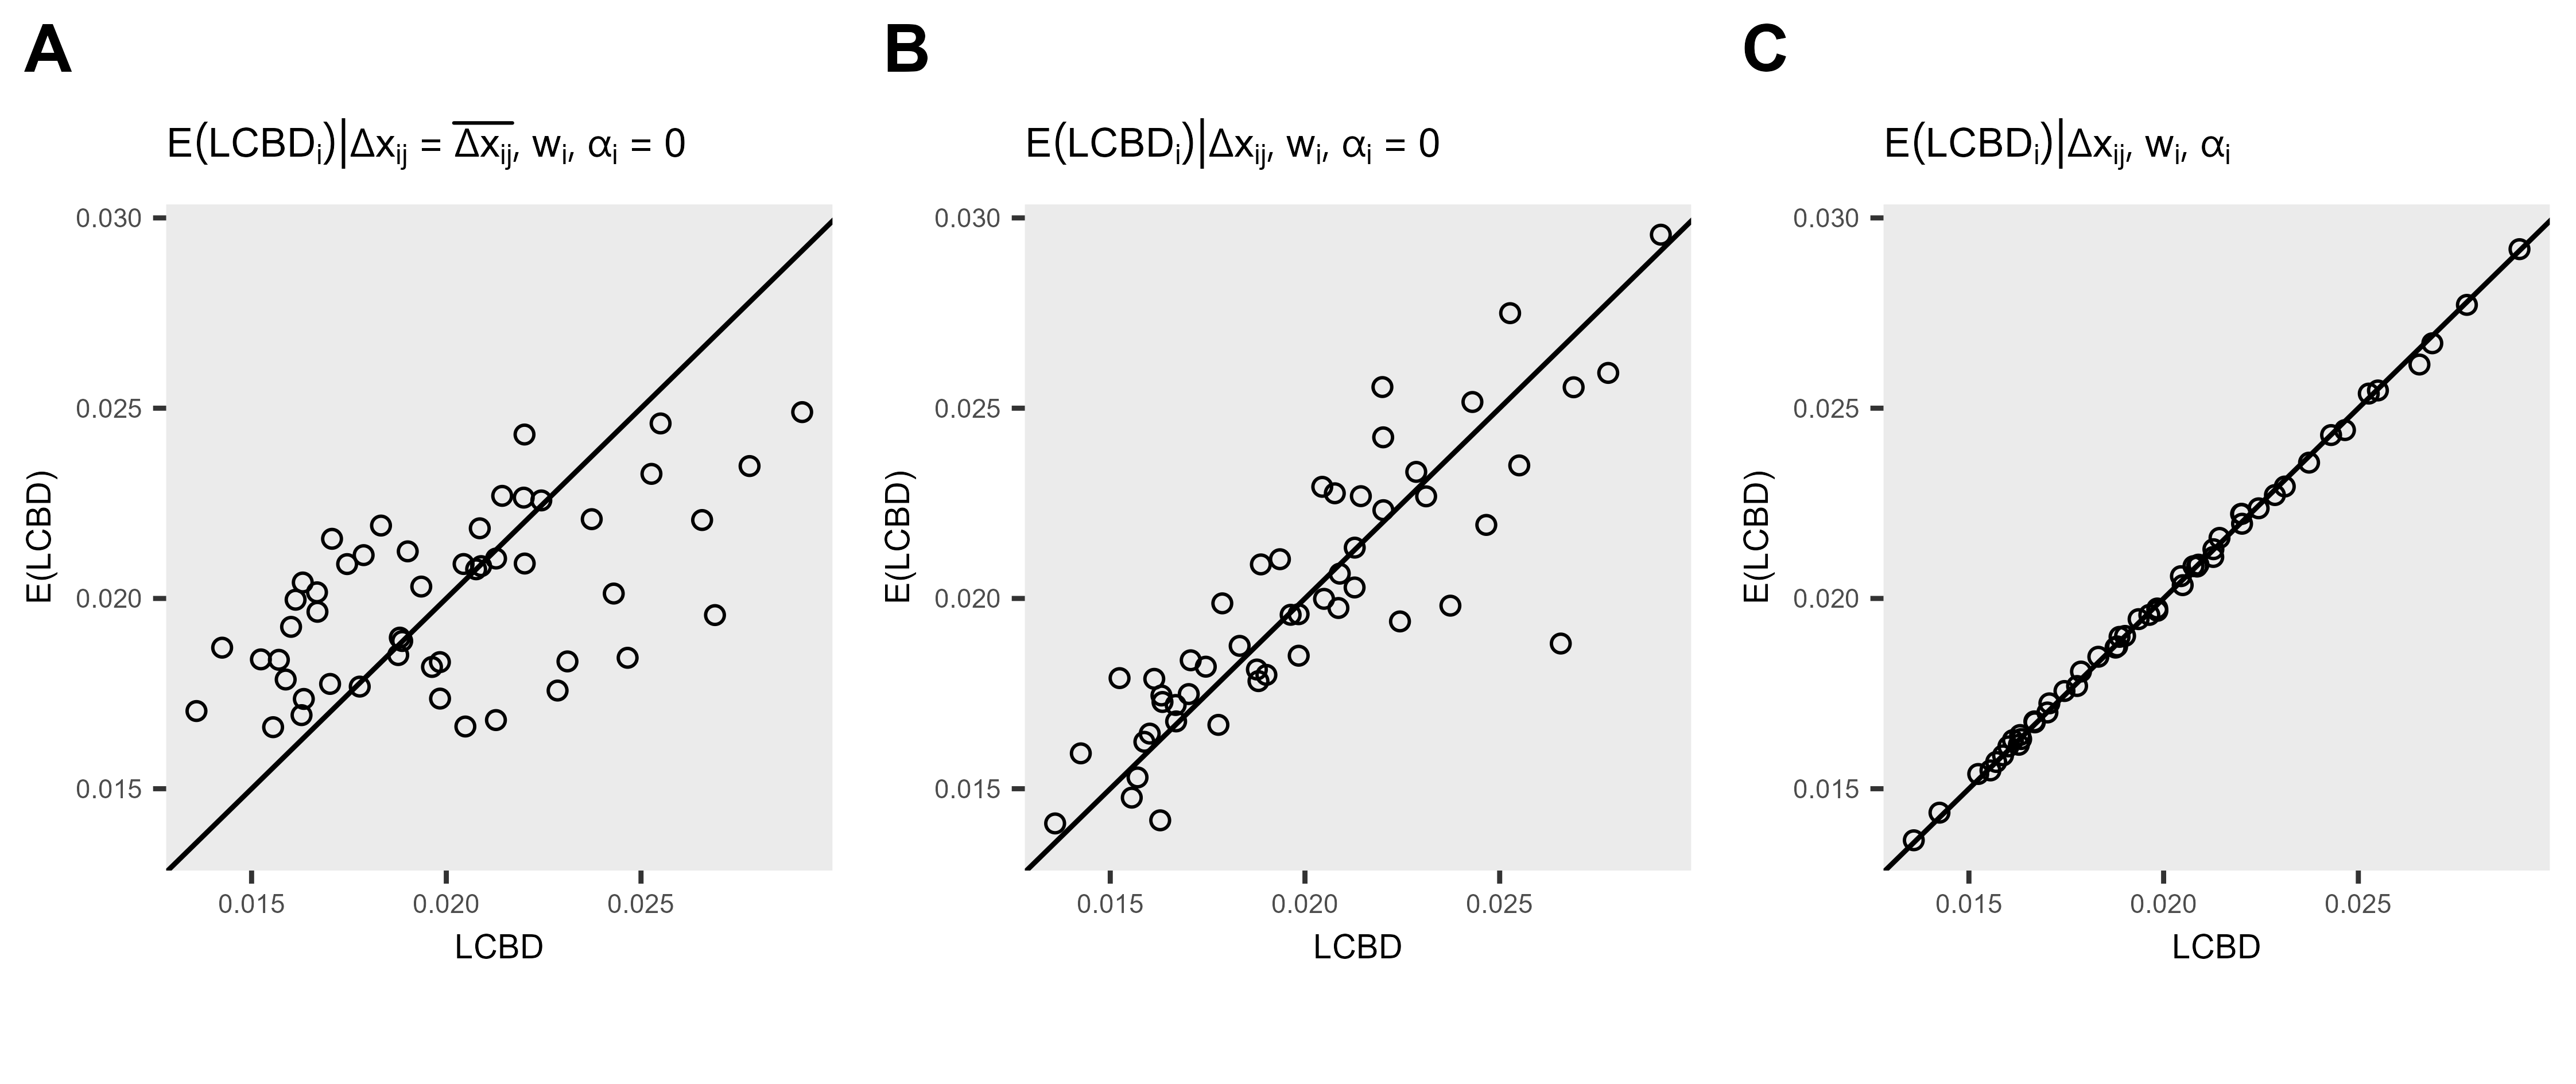 A B C
E(LCBDᵢ)|Δxᵢⱼ = Δxᵢⱼ, wᵢ, αᵢ = 0
0.030
0.025
0.020
0.015
E(LCBD)
0.015 0.020 0.025
LCBD
E(LCBDᵢ)|Δxᵢⱼ, wᵢ, αᵢ = 0
0.030
0.025
0.020
0.015
E(LCBD)
0.015 0.020 0.025
LCBD
E(LCBDᵢ)|Δxᵢⱼ, wᵢ, αᵢ
0.030
0.025
0.020
0.015
E(LCBD)
0.015 0.020 0.025
LCBD